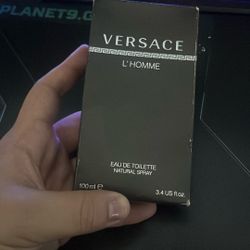 PLANET9.G
VERSACE
L'HOMME
EAU DE TOILETTE
NATURAL SPRAY
100 ml e 3.4 US fl.oz.